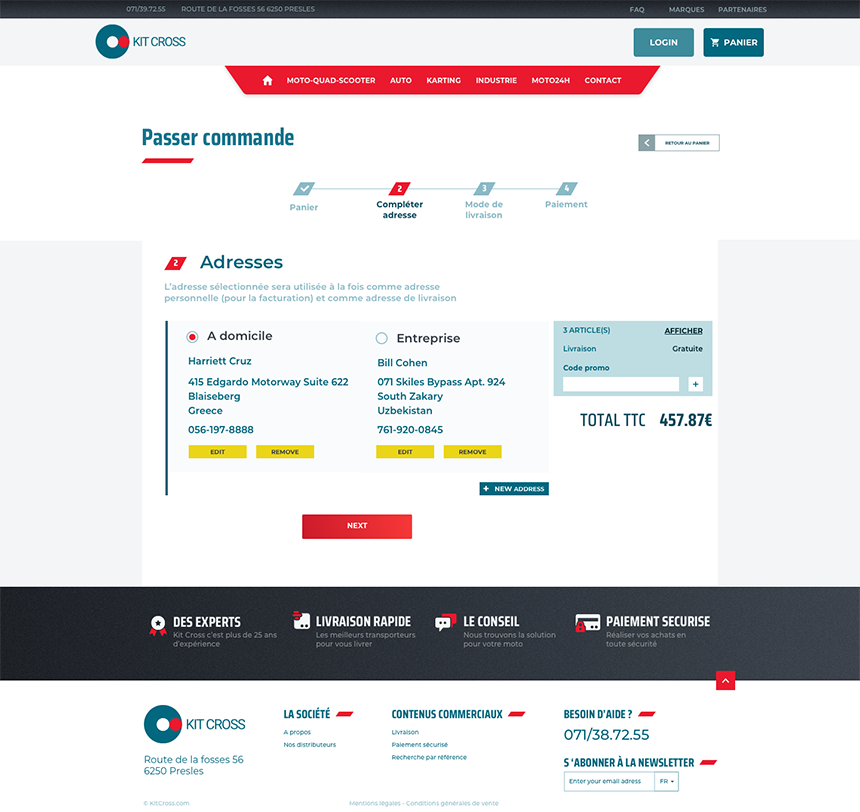 071/39.72.55 ROUTE DE LA FOSSES 56 6250 PRESLES FAQ MARQUES PARTENAIRES
KIT CROSS LOGIN PANIER
MOTO-QUAD-SCOOTER AUTO KARTING INDUSTRIE MOTO24H CONTACT
Passer commande
RETOUR AU PANIER
2 3 4
Panier Compléter adresse Mode de livraison Paiement
2 Adresses
L'adresse sélectionnée sera utilisée à la fois comme adresse
personnelle (pour la facturation) et comme adresse de livraison
A domicile
Harriett Cruz
415 Edgardo Motorway Suite 622
Blaiseberg
Greece
056-197-8888
EDIT REMOVE
Entreprise
Bill Cohen
071 Skiles Bypass Apt. 924
South Zakary
Uzbekistan
761-920-0845
EDIT REMOVE
+ NEW ADDRESS
3 ARTICLE(S) AFFICHER
Livraison Gratuite
Code promo
+
TOTAL TTC 457.87€
NEXT
DES EXPERTS
Kit Cross c'est plus de 25 ans
d'expérience
LIVRAISON RAPIDE
Les meilleurs transporteurs
pour vous livrer
LE CONSEIL
Nous trouvons la solution
pour votre moto
PAIEMENT SECURISE
Réaliser vos achats en
toute sécurité
KIT CROSS
Route de la fosses 56
6250 Presles
LA SOCIÉTÉ
A propos
Nos distributeurs
CONTENUS COMMERCIAUX
Livraison
Paiement sécurisé
Recherche par référence
BESOIN D'AIDE ?
071/38.72.55
S 'ABONNER À LA NEWSLETTER
Enter your email adress FR
© KitCross.com Mentions légales - Conditions générales de vente